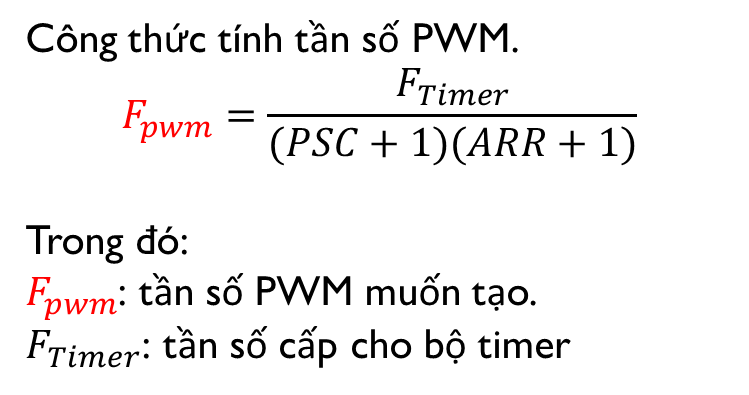 Công thức tính tần số PWM.
F_pwm = F_Timer / (PSC + 1)(ARR + 1)
Trong đó:
F_pwm: tần số PWM muốn tạo.
F_Timer: tần số cấp cho bộ timer